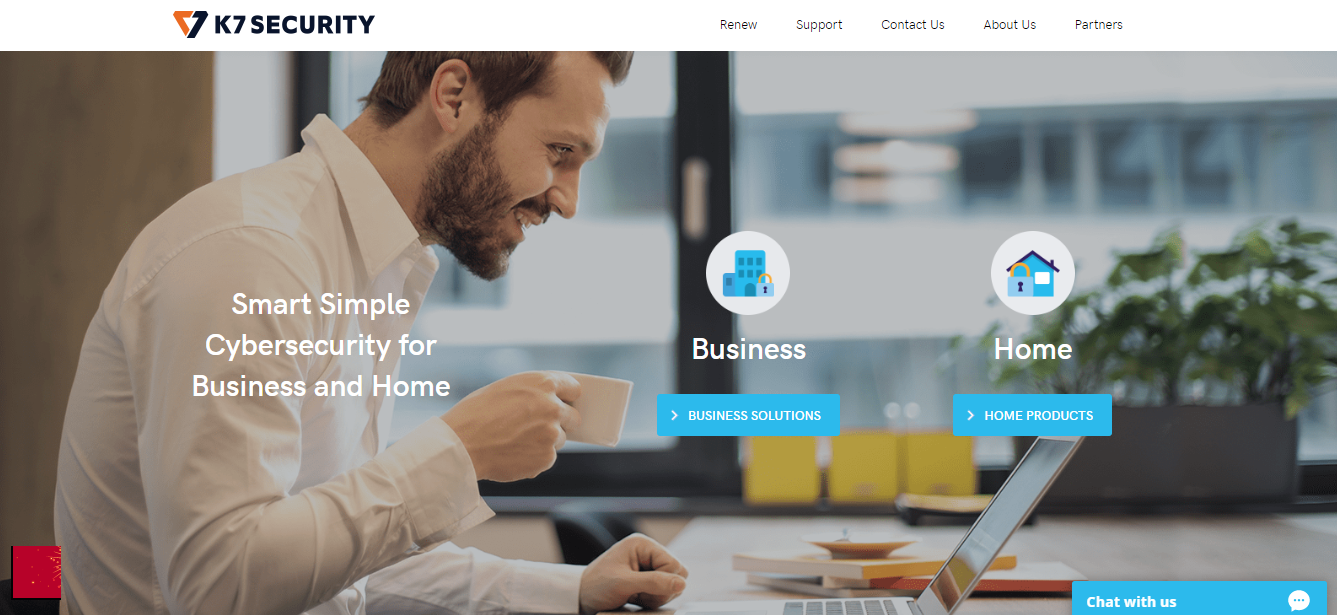 K7 SECURITY
Renew
Support
Contact Us
About Us
Partners
Smart Simple
Cybersecurity for
Business and Home
Business
BUSINESS SOLUTIONS
Home
HOME PRODUCTS
Chat with us